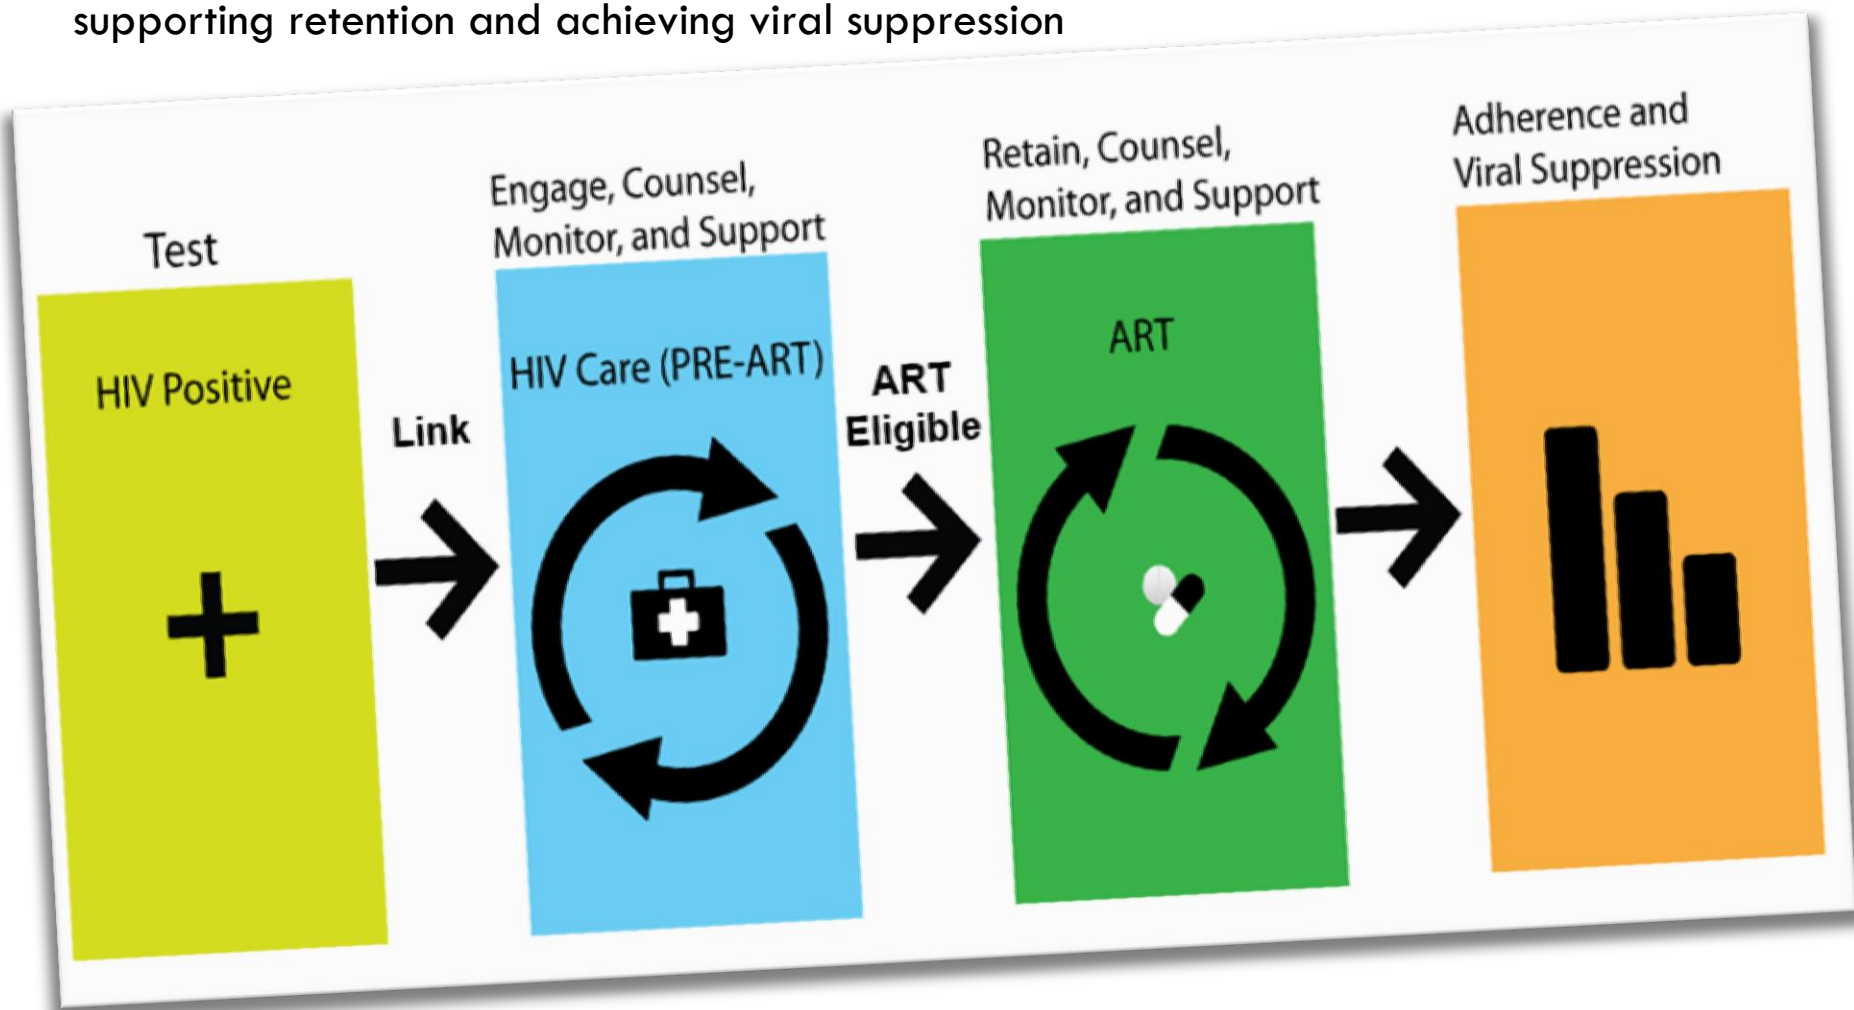 supporting retention and achieving viral suppression
Test
HIV Positive
Link
Engage, Counsel,
Monitor, and Support
HIV Care (PRE-ART)
ART
Eligible
Retain, Counsel,
Monitor, and Support
ART
Adherence and
Viral Suppression